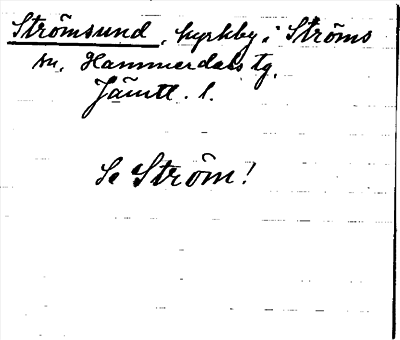 Strömsund, kyrkby i Ströms
sn, Hammerdals tg,
Jämtl. l.
Se Ström!